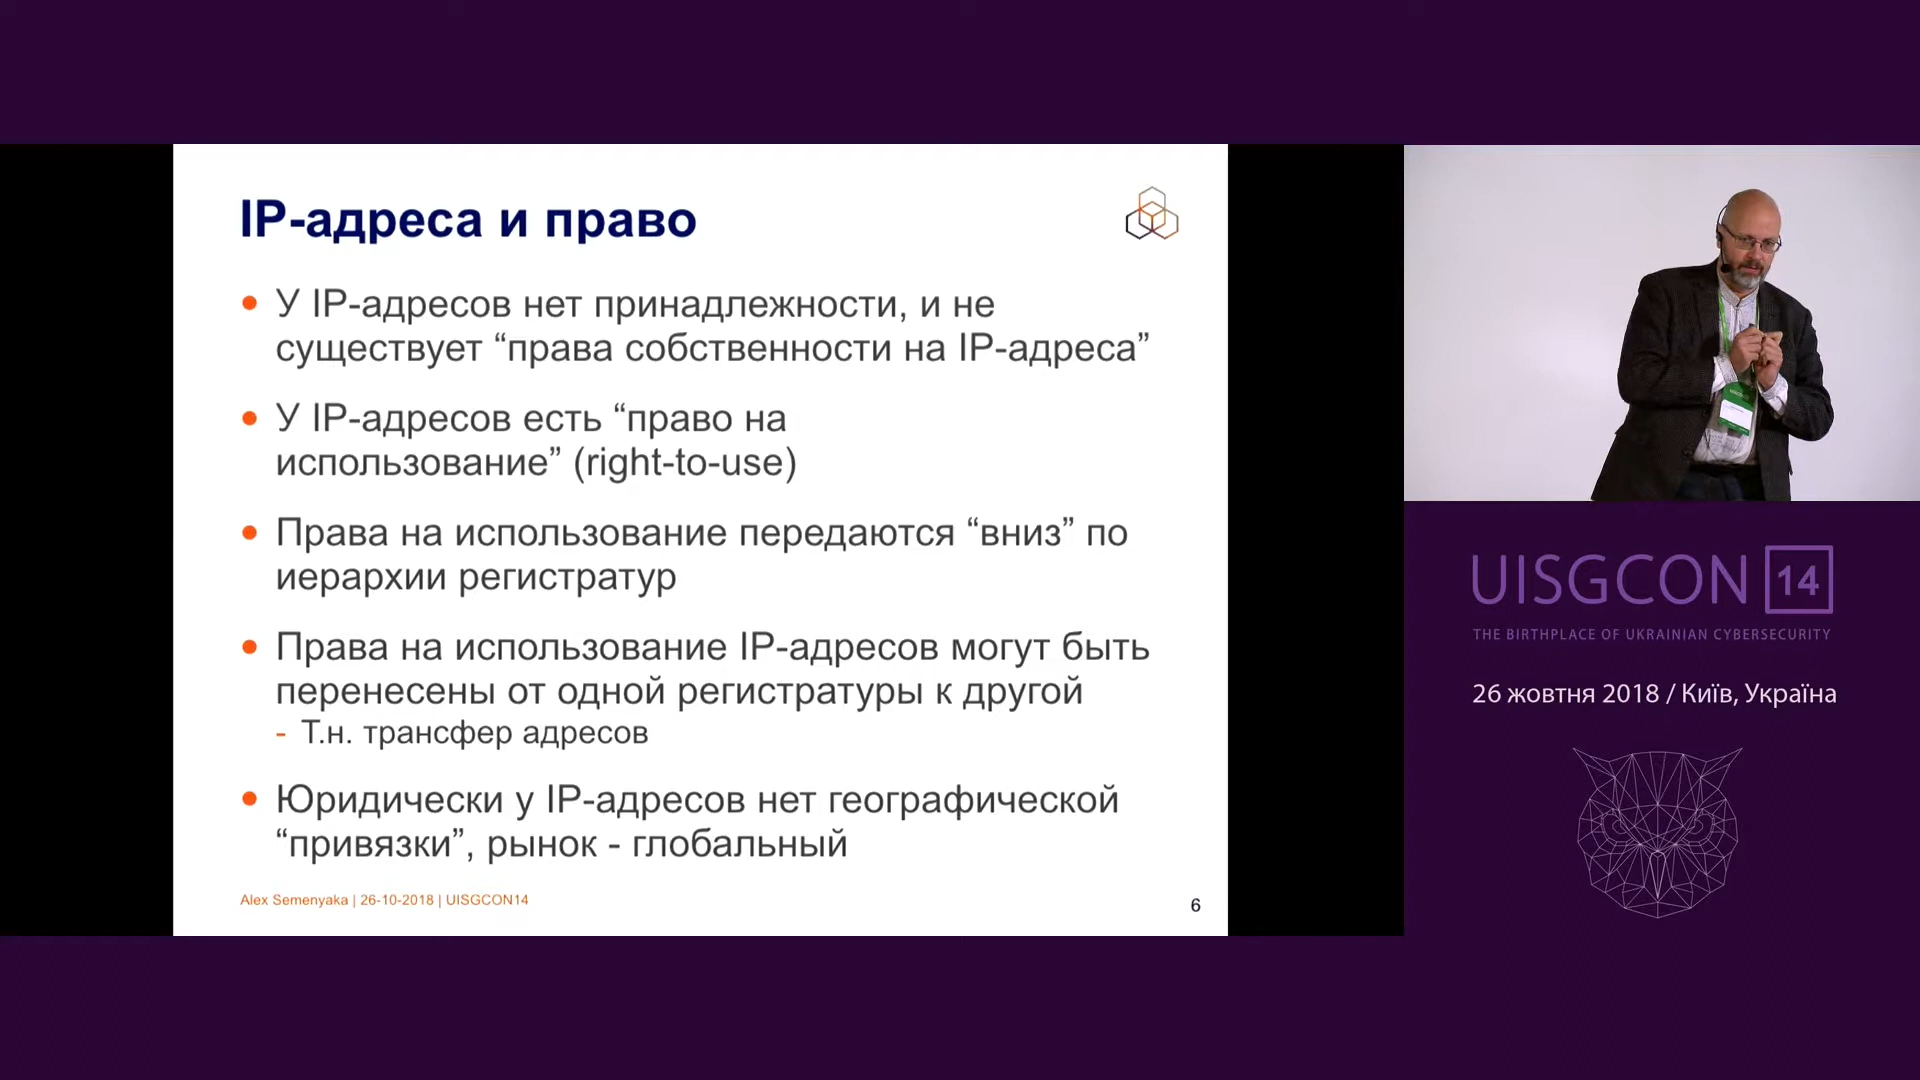 IP-адреса и право
У IP-адресов нет принадлежности, и не
существует “права собственности на IP-адреса”
У IP-адресов есть “право на
использование” (right-to-use)
Права на использование передаются “вниз” по
иерархии регистратур
Права на использование IP-адресов могут быть
перенесены от одной регистратуры к другой
- Т.н. трансфер адресов
Юридически у IP-адресов нет географической
“привязки”, рынок - глобальный
Alex Semenyaka | 26-10-2018 | UISGCON14
6
UISGCON 14
THE BIRTHPLACE OF UKRAINIAN CYBERSECURITY
26 жовтня 2018 / Київ, Україна